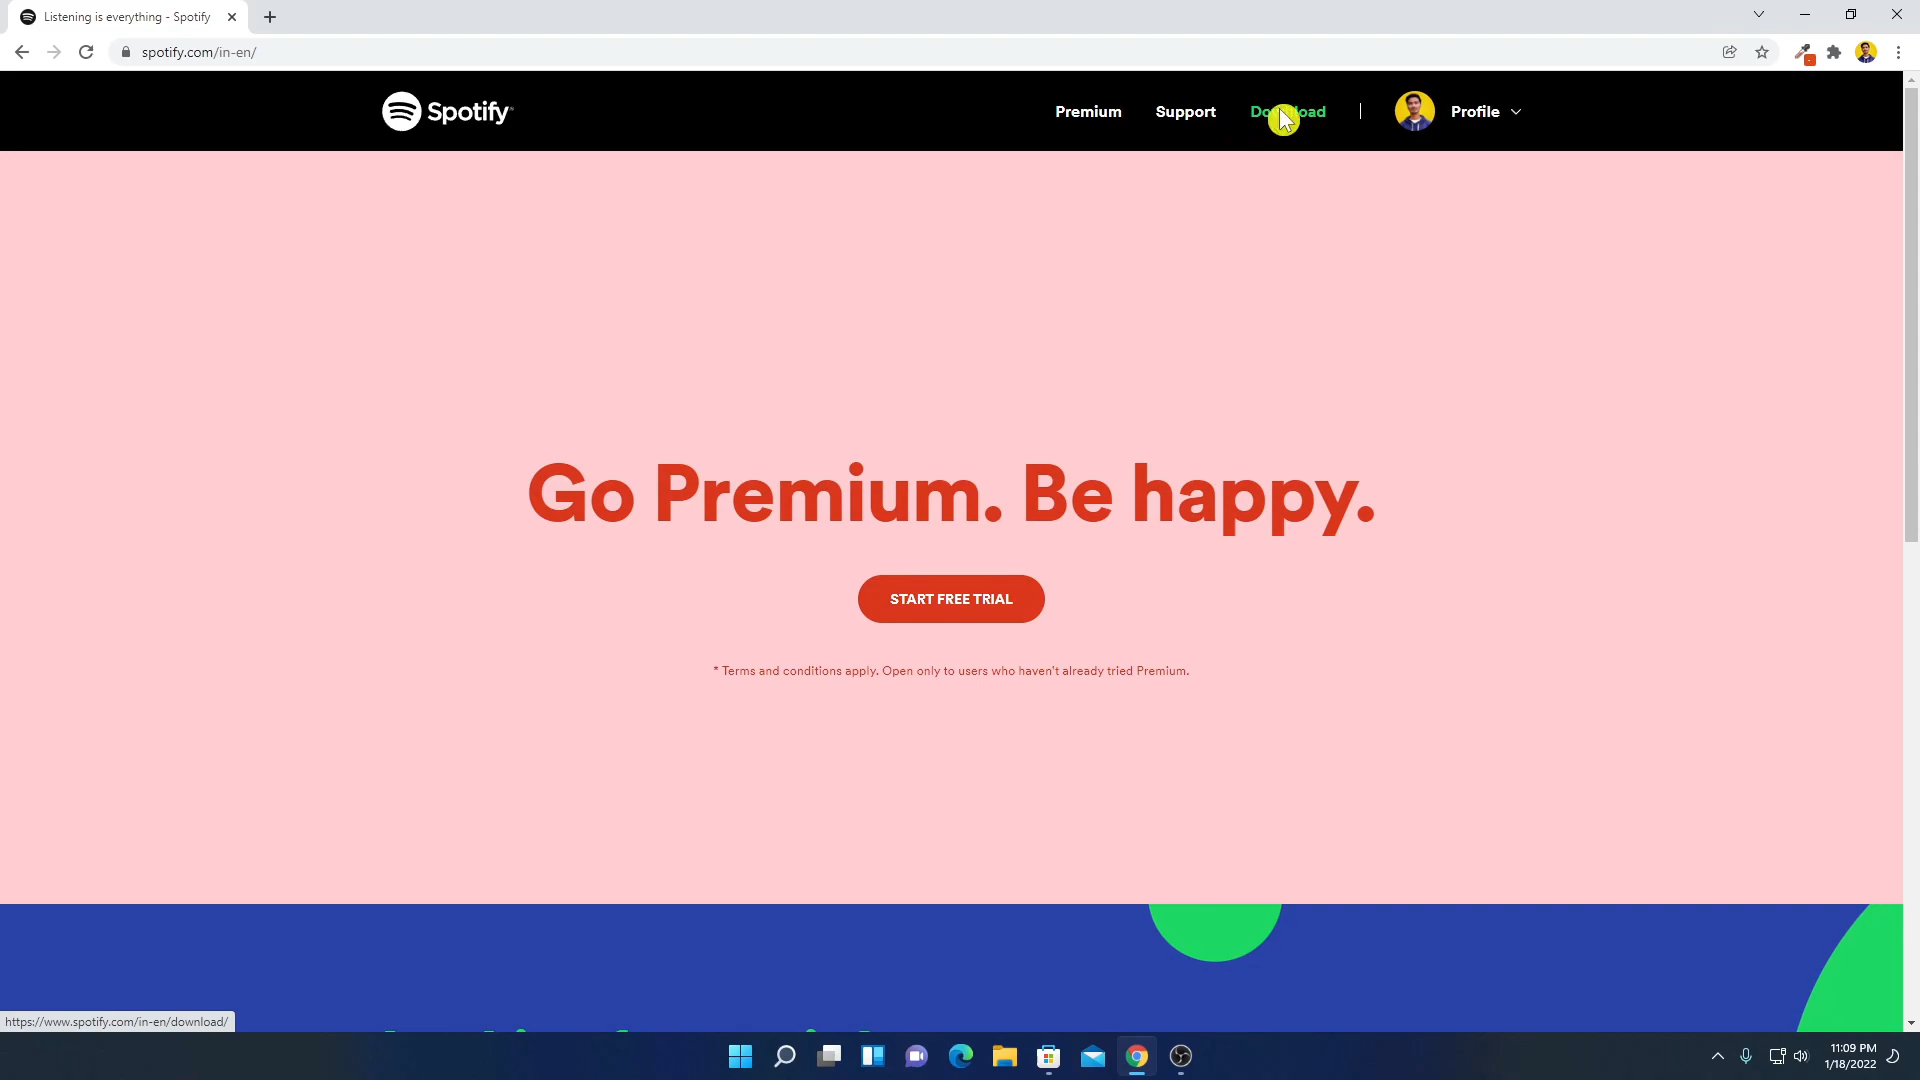 Listening is everything - Spotify
spotify.com/in-en/
Spotify
Premium
Support
Download
Profile
Go Premium. Be happy.
START FREE TRIAL
* Terms and conditions apply. Open only to users who haven't already tried Premium.
https://www.spotify.com/in-en/download/
11:09 PM
1/18/2022